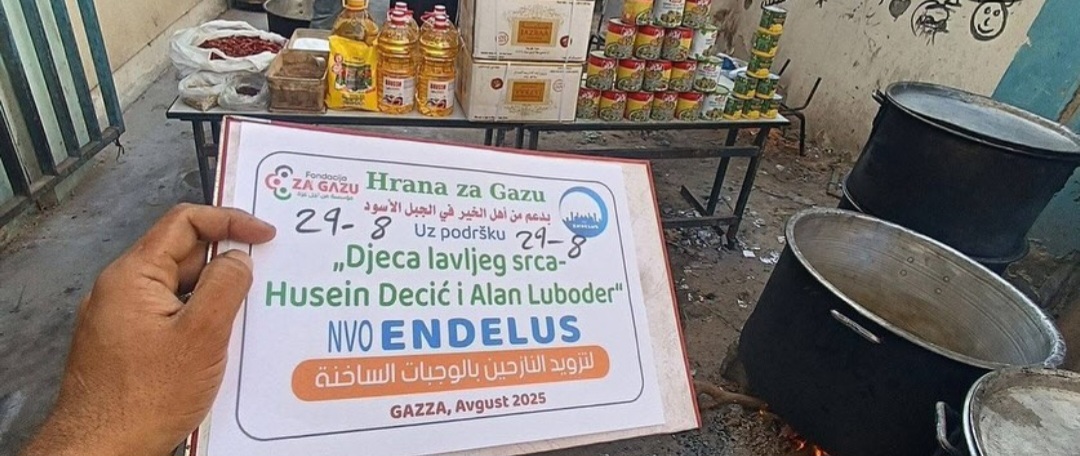 Fondacija
ZA GAZU
Hrana za Gazu
بدعم من أهل الخير في الجبل الأسود
29-8 Uz podršku 29-8
„Djeca lavljeg srca-
Husein Decić i Alan Luboder"
NVO ENDELUS
لتزويد النازحين بالوجبات الساخنة
GAZZA, Avgust 2025